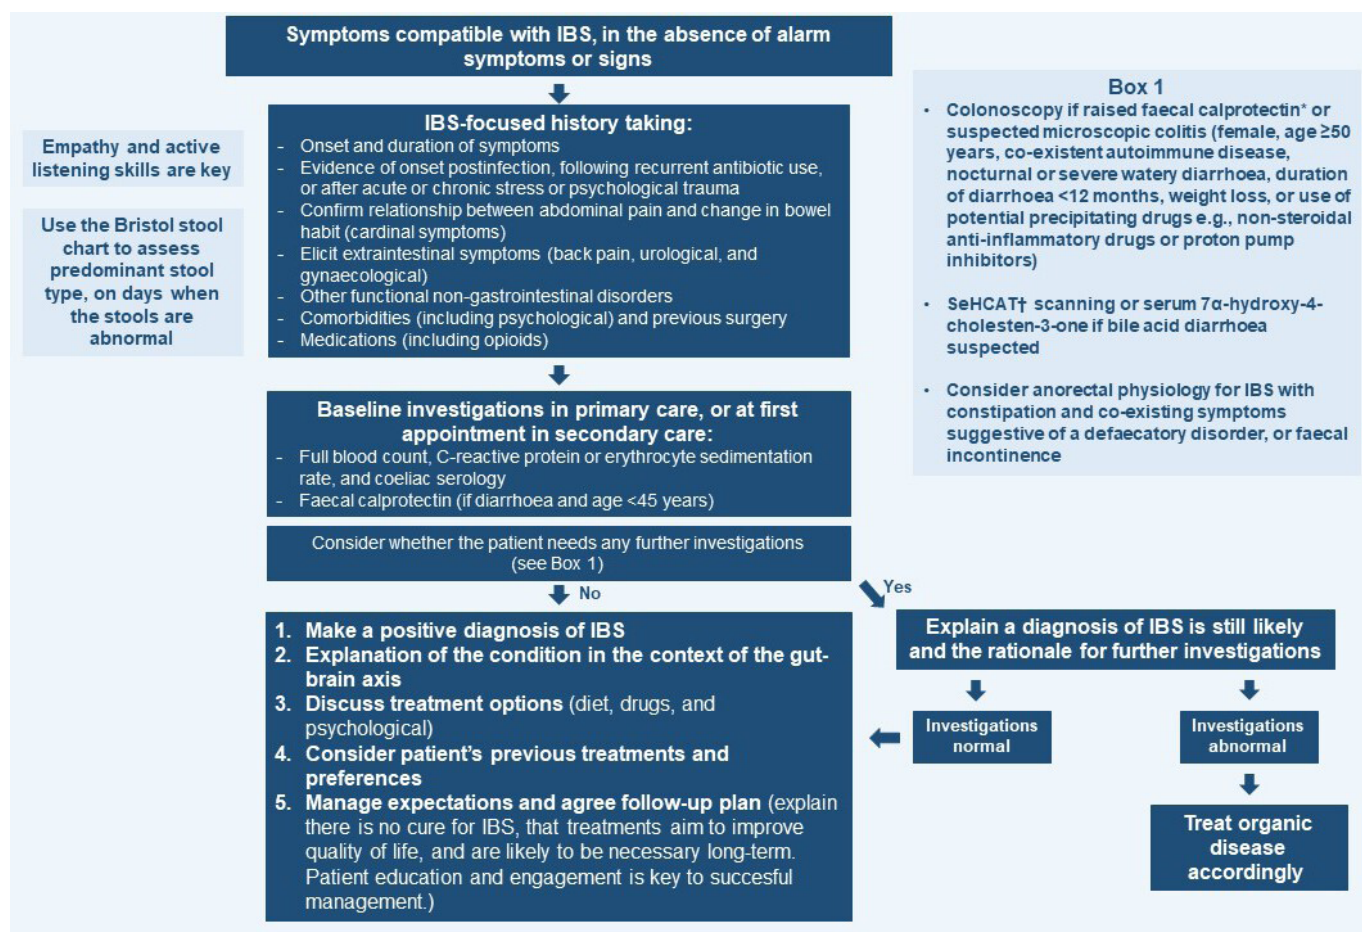 Symptoms compatible with IBS, in the absence of alarm
symptoms or signs
Empathy and active
listening skills are key
Use the Bristol stool
chart to assess
predominant stool
type, on days when
the stools are
abnormal
IBS-focused history taking:
- Onset and duration of symptoms
- Evidence of onset postinfection, following recurrent antibiotic use,
or after acute or chronic stress or psychological trauma
- Confirm relationship between abdominal pain and change in bowel
habit (cardinal symptoms)
- Elicit extraintestinal symptoms (back pain, urological, and
gynaecological)
- Other functional non-gastrointestinal disorders
- Comorbidities (including psychological) and previous surgery
- Medications (including opioids)
Box 1
• Colonoscopy if raised faecal calprotectin* or
suspected microscopic colitis (female, age ≥50
years, co-existent autoimmune disease,
nocturnal or severe watery diarrhoea, duration
of diarrhoea <12 months, weight loss, or use of
potential precipitating drugs e.g., non-steroidal
anti-inflammatory drugs or proton pump
inhibitors)
• SeHCAT† scanning or serum 7α-hydroxy-4-
cholesten-3-one if bile acid diarrhoea
suspected
• Consider anorectal physiology for IBS with
constipation and co-existing symptoms
suggestive of a defaecatory disorder, or faecal
incontinence
Baseline investigations in primary care, or at first
appointment in secondary care:
- Full blood count, C-reactive protein or erythrocyte sedimentation
rate, and coeliac serology
- Faecal calprotectin (if diarrhoea and age <45 years)
Consider whether the patient needs any further investigations
(see Box 1)
No
Yes
1. Make a positive diagnosis of IBS
2. Explanation of the condition in the context of the gut-
brain axis
3. Discuss treatment options (diet, drugs, and
psychological)
4. Consider patient's previous treatments and
preferences
5. Manage expectations and agree follow-up plan (explain
there is no cure for IBS, that treatments aim to improve
quality of life, and are likely to be necessary long-term.
Patient education and engagement is key to succesful
management.)
Explain a diagnosis of IBS is still likely
and the rationale for further investigations
Investigations
normal
Investigations
abnormal
Treat organic
disease
accordingly